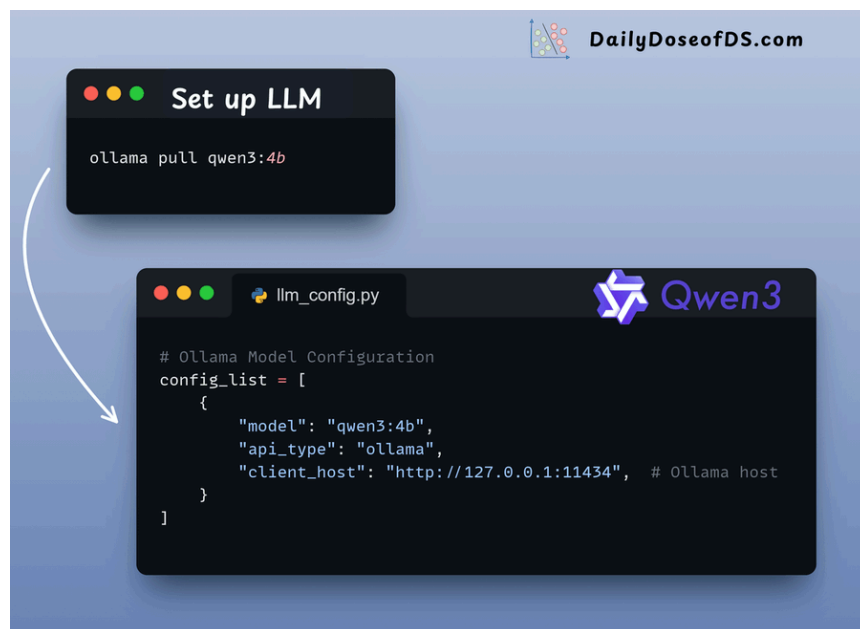 DailyDoseofDS.com
Set up LLM
ollama pull qwen3:4b
llm_config.py
Qwen3
# Ollama Model Configuration
config_list = [
    {
        "model": "qwen3:4b",
        "api_type": "ollama",
        "client_host": "http://127.0.0.1:11434",  # Ollama host
    }
]